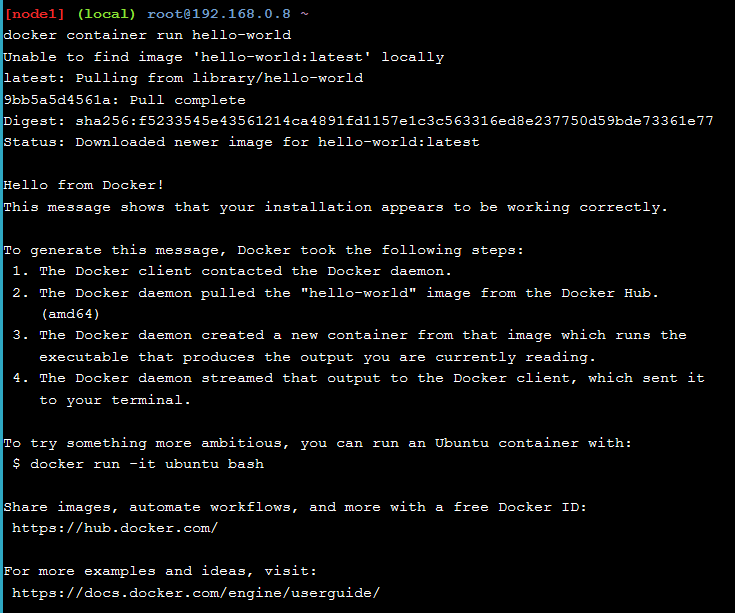 [node1] (local) root@192.168.0.8 ~
docker container run hello-world
Unable to find image 'hello-world:latest' locally
latest: Pulling from library/hello-world
9bb5a5d4561a: Pull complete
Digest: sha256:f5233545e43561214ca4891fd1157e1c3c563316ed8e237750d59bde73361e77
Status: Downloaded newer image for hello-world:latest

Hello from Docker!
This message shows that your installation appears to be working correctly.

To generate this message, Docker took the following steps:
 1. The Docker client contacted the Docker daemon.
 2. The Docker daemon pulled the "hello-world" image from the Docker Hub.
    (amd64)
 3. The Docker daemon created a new container from that image which runs the
    executable that produces the output you are currently reading.
 4. The Docker daemon streamed that output to the Docker client, which sent it
    to your terminal.

To try something more ambitious, you can run an Ubuntu container with:
 $ docker run -it ubuntu bash

Share images, automate workflows, and more with a free Docker ID:
 https://hub.docker.com/

For more examples and ideas, visit:
 https://docs.docker.com/engine/userguide/